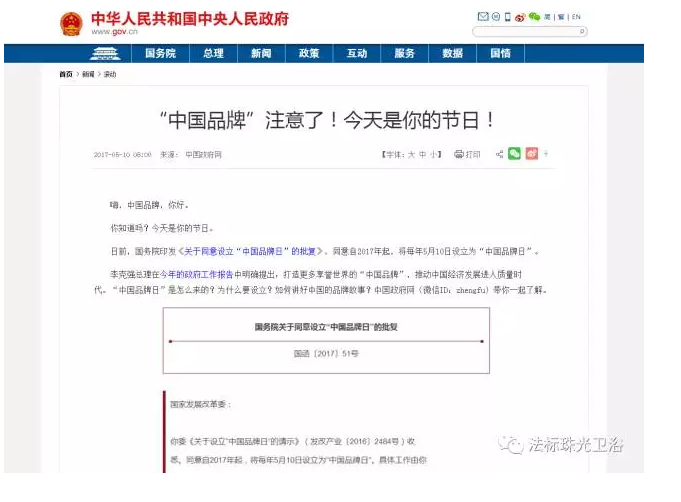 中华人民共和国中央人民政府
www.gov.cn
简 | 繁 | EN
国务院 总理 新闻 政策 互动 服务 数据 国情
首页 > 新闻 > 滚动
“中国品牌”注意了！今天是你的节日！
2017-05-10 06:00 来源： 中国政府网 【字体：大 中 小】 打印
嗨，中国品牌，你好。
你知道吗？今天是你的节日。
日前，国务院印发《关于同意设立“中国品牌日”的批复》，同意自2017年起，将每年5月10日设立为“中国品牌日”。
李克强总理在今年的政府工作报告中明确提出，打造更多享誉世界的“中国品牌”，推动中国经济发展进入质量时
代。“中国品牌日”是怎么来的？为什么要设立？如何讲好中国的品牌故事？中国政府网（微信ID：zhengfu）带你一起了解。
国务院关于同意设立“中国品牌日”的批复
国函〔2017〕51号
国家发展改革委：
你委《关于设立“中国品牌日”的请示》（发改产业〔2016〕2484号）收
悉。同意自2017年起，将每年5月10日设立为“中国品牌日”。具体工作由你
法标珠光卫浴